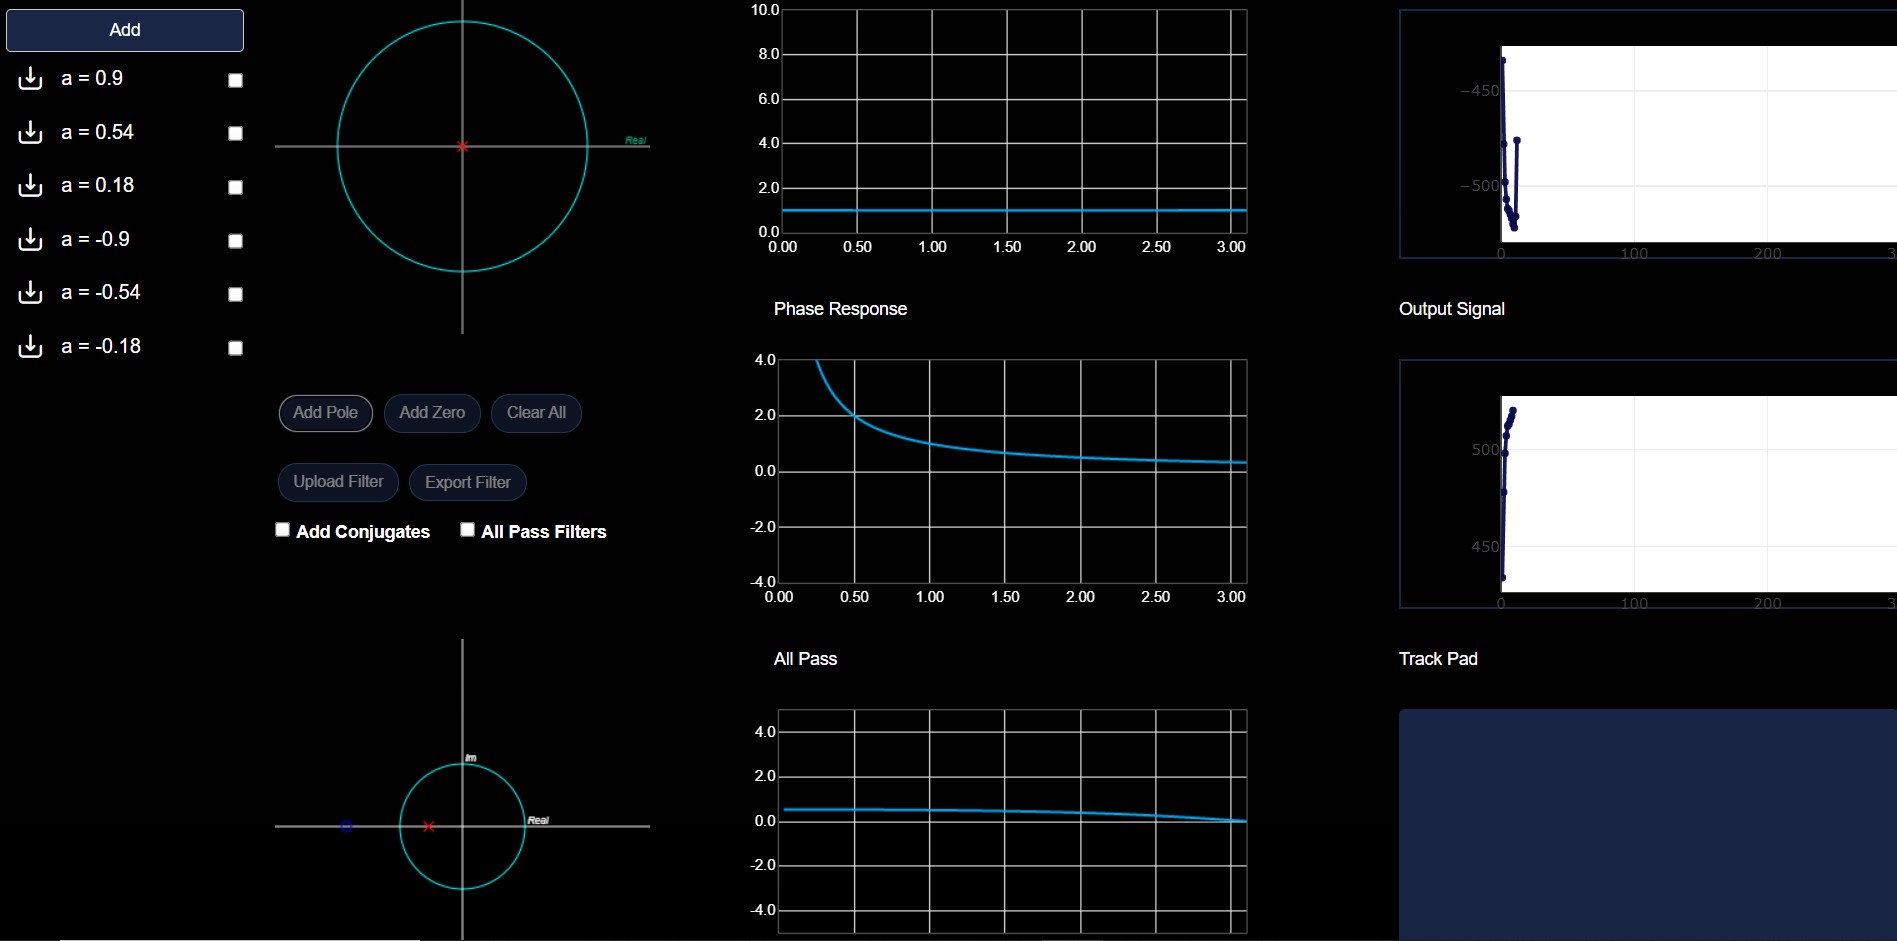 Add
a = 0.9
a = 0.54
a = 0.18
a = -0.9
a = -0.54
a = -0.18
Real
Add Pole
Add Zero
Clear All
Upload Filter
Export Filter
Add Conjugates
All Pass Filters
Im
Real
10.0
8.0
6.0
4.0
2.0
0.0
0.00 0.50 1.00 1.50 2.00 2.50 3.00
Phase Response
4.0
2.0
0.0
-2.0
-4.0
0.00 0.50 1.00 1.50 2.00 2.50 3.00
All Pass
4.0
2.0
0.0
-2.0
-4.0
−450
−500
0 100 200
Output Signal
500
450
0 100 200
Track Pad